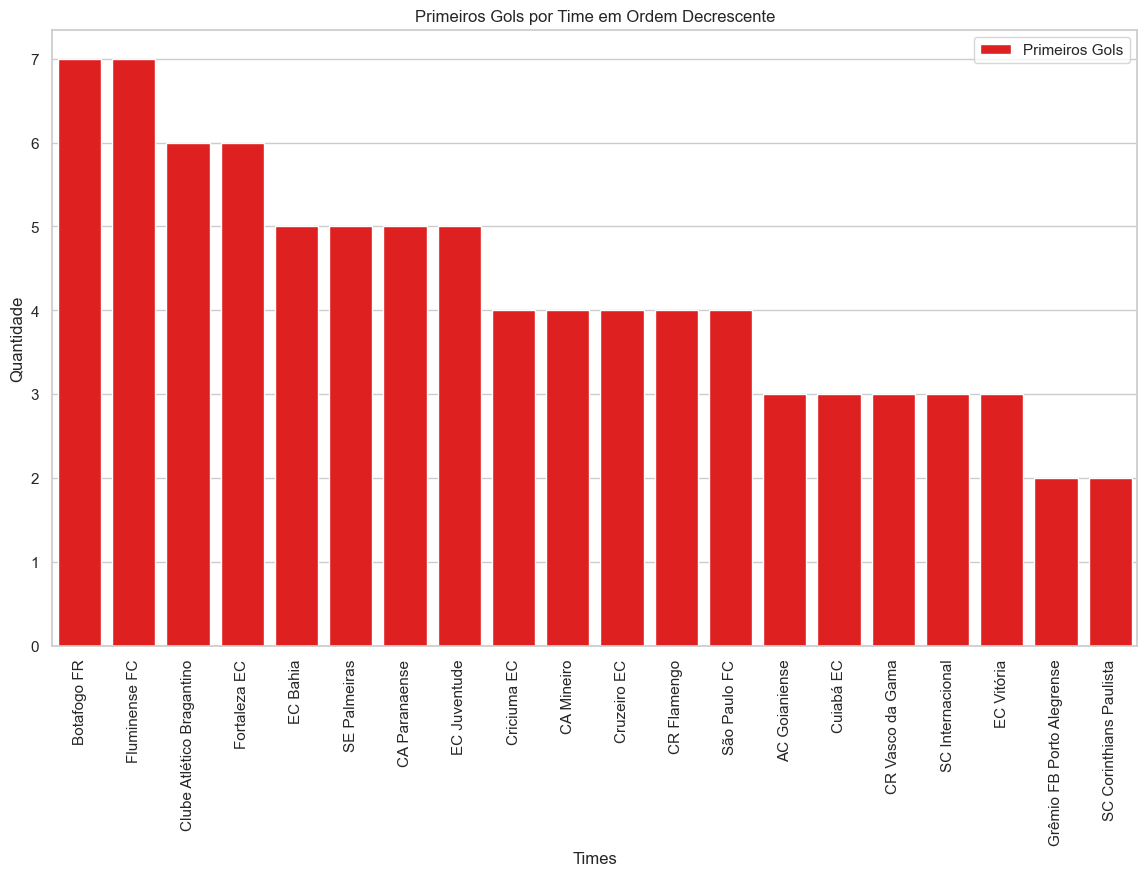 Primeiros Gols por Time em Ordem Decrescente
Primeiros Gols
Quantidade
7
6
5
4
3
2
1
0
Botafogo FR
Fluminense FC
Clube Atlético Bragantino
Fortaleza EC
EC Bahia
SE Palmeiras
CA Paranaense
EC Juventude
Criciuma EC
CA Mineiro
Cruzeiro EC
CR Flamengo
São Paulo FC
AC Goianiense
Cuiabá EC
CR Vasco da Gama
SC Internacional
EC Vitória
Grêmio FB Porto Alegrense
SC Corinthians Paulista
Times